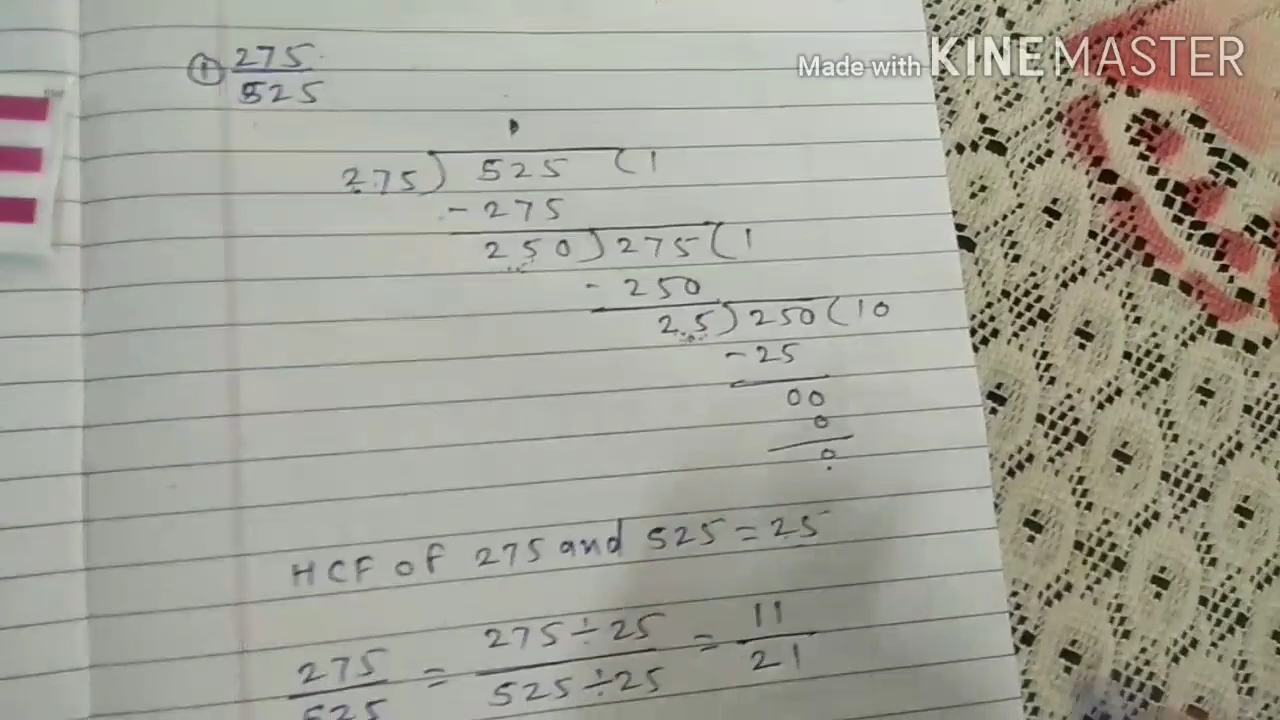 Made with KINEMASTER
① 275
525
275) 525 (1
- 275
250) 275 (1
- 250
25) 250 (10
- 25
00
0
0
HCF of 275 and 525 = 25
275 = 275 ÷ 25 = 11
525 525 ÷ 25 21